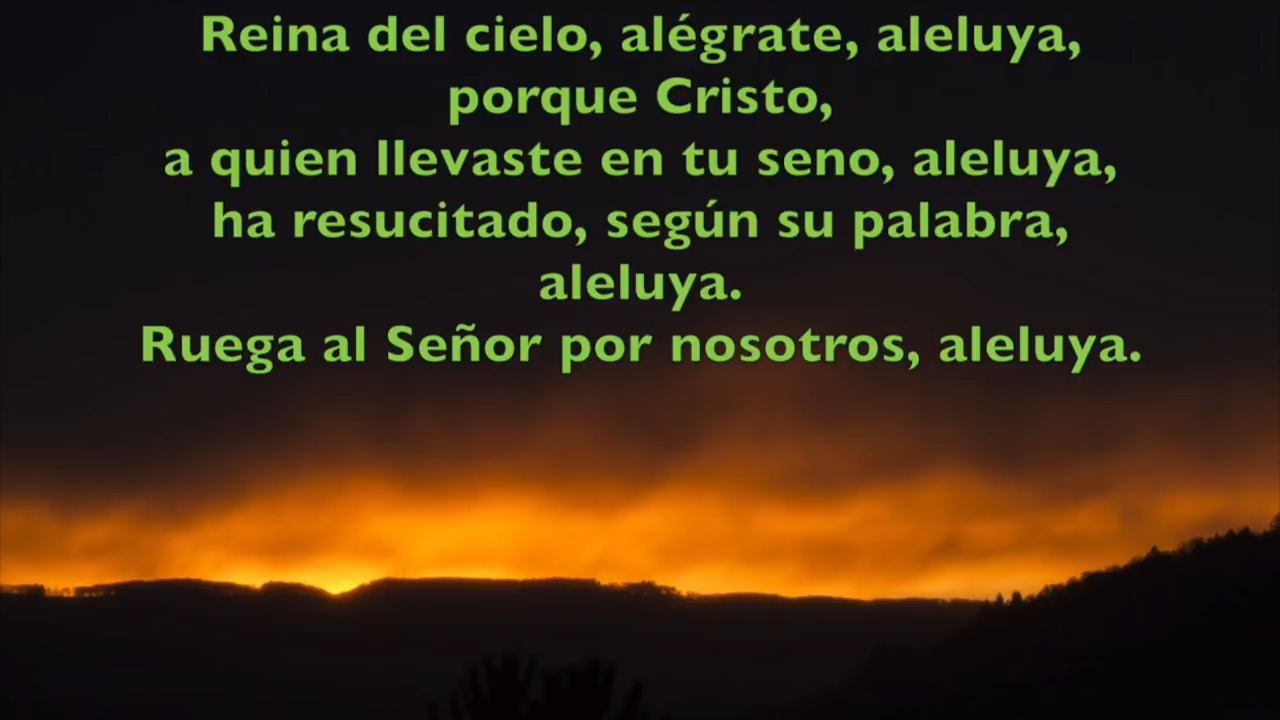 Reina del cielo, alégrate, aleluya,
porque Cristo,
a quien llevaste en tu seno, aleluya,
ha resucitado, según su palabra,
aleluya.
Ruega al Señor por nosotros, aleluya.